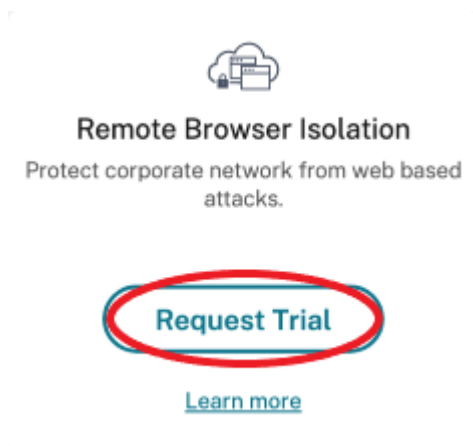 Remote Browser Isolation
Protect corporate network from web based
attacks.
Request Trial
Learn more